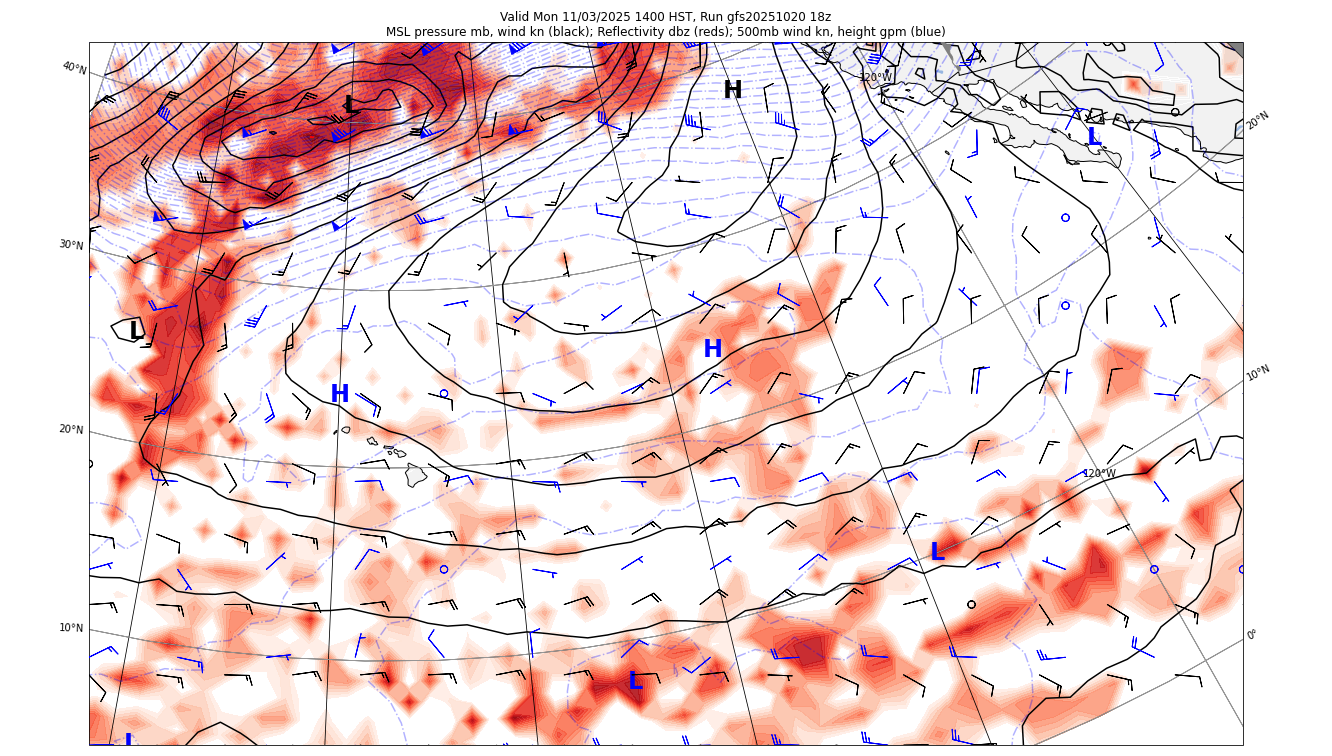 Valid Mon 11/03/2025 1400 HST, Run gfs20251020 18z
MSL pressure mb, wind kn (black); Reflectivity dbz (reds); 500mb wind kn, height gpm (blue)
40°N
H
120°W
L
L
20°N
30°N
L
H
H
10°N
20°N
120°W
L
10°N
0°
L
L